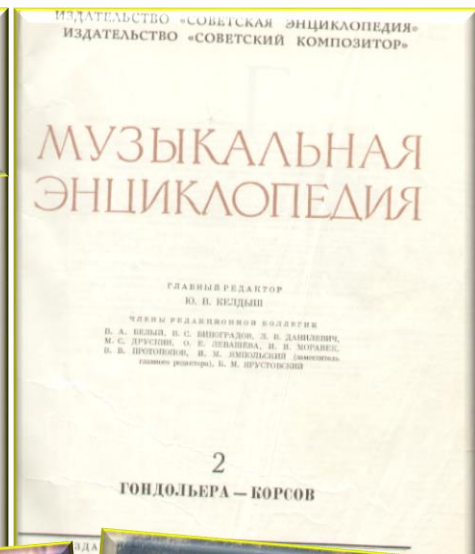 ИЗДАТЕЛЬСТВО «СОВЕТСКАЯ ЭНЦИКЛОПЕДИЯ»
ИЗДАТЕЛЬСТВО «СОВЕТСКИЙ КОМПОЗИТОР»
МУЗЫКАЛЬНАЯ
ЭНЦИКЛОПЕДИЯ
ГЛАВНЫЙ РЕДАКТОР
Ю. В. КЕЛДЫШ
ЧЛЕНЫ РЕДАКЦИОННОЙ КОЛЛЕГИИ
В. А. БЕЛЫЙ, В. С. ВИНОГРАДОВ, Л. В. ДАНИЛЕВИЧ,
М. С. ДРУСКИН, О. Е. ЛЕВАШЕВА, И. В. МОРАВЕК,
В. В. ПРОТОПОПОВ, И. М. ЯМПОЛЬСКИЙ (заместитель
главного редактора), Б. М. ЯРУСТОВСКИЙ
2
ГОНДОЛЬЕРА — КОРСОВ